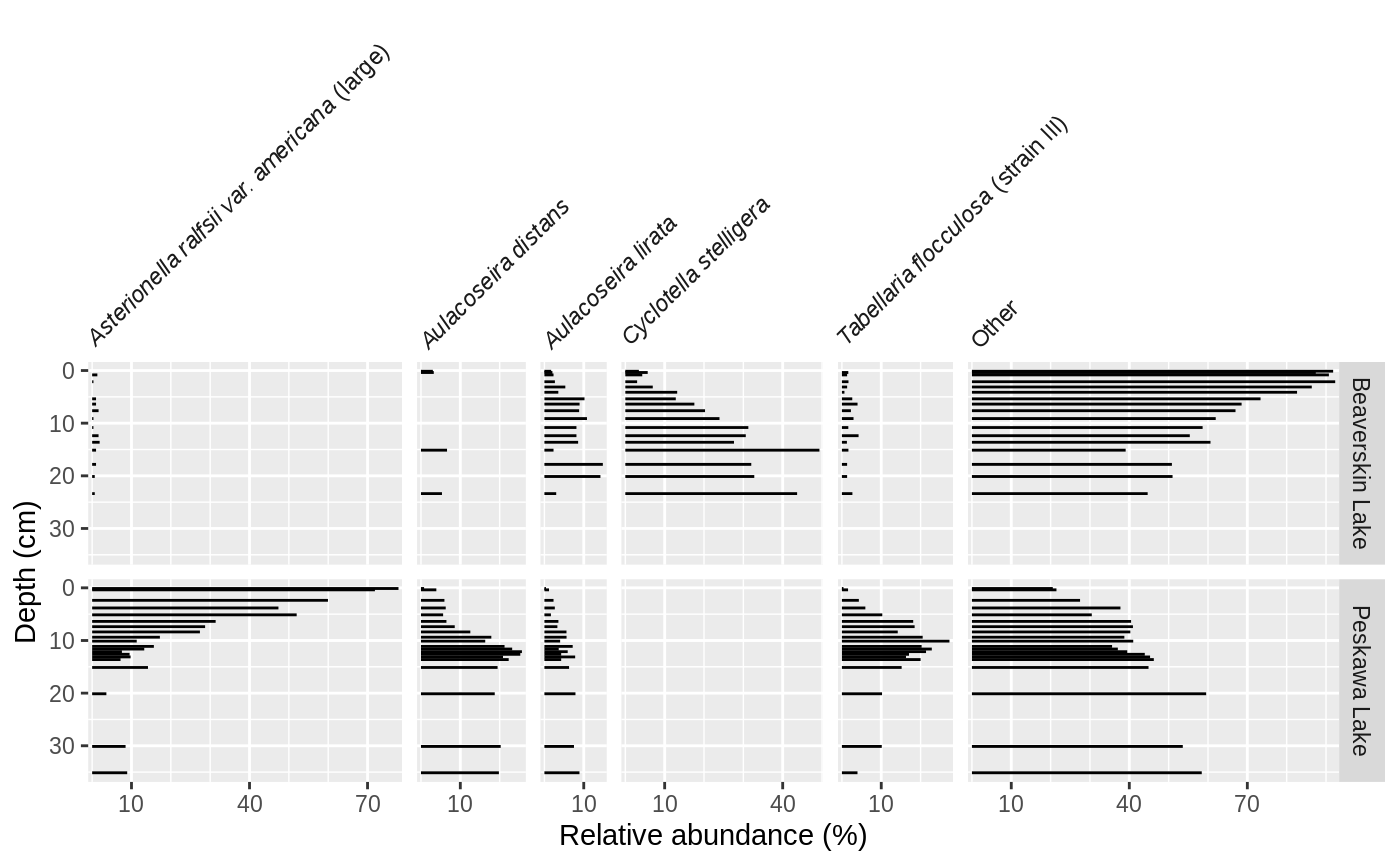 Asterionella ralfsii var. americana (large)
Aulacoseira distans
Aulacoseira lirata
Cyclotella stelligera
Tabellaria flocculosa (strain III)
Other
0
10
20
30
Beaverskin Lake
0
10
20
30
Peskawa Lake
Depth (cm)
10 40 70 10 10 10 40 10 10 40 70
Relative abundance (%)